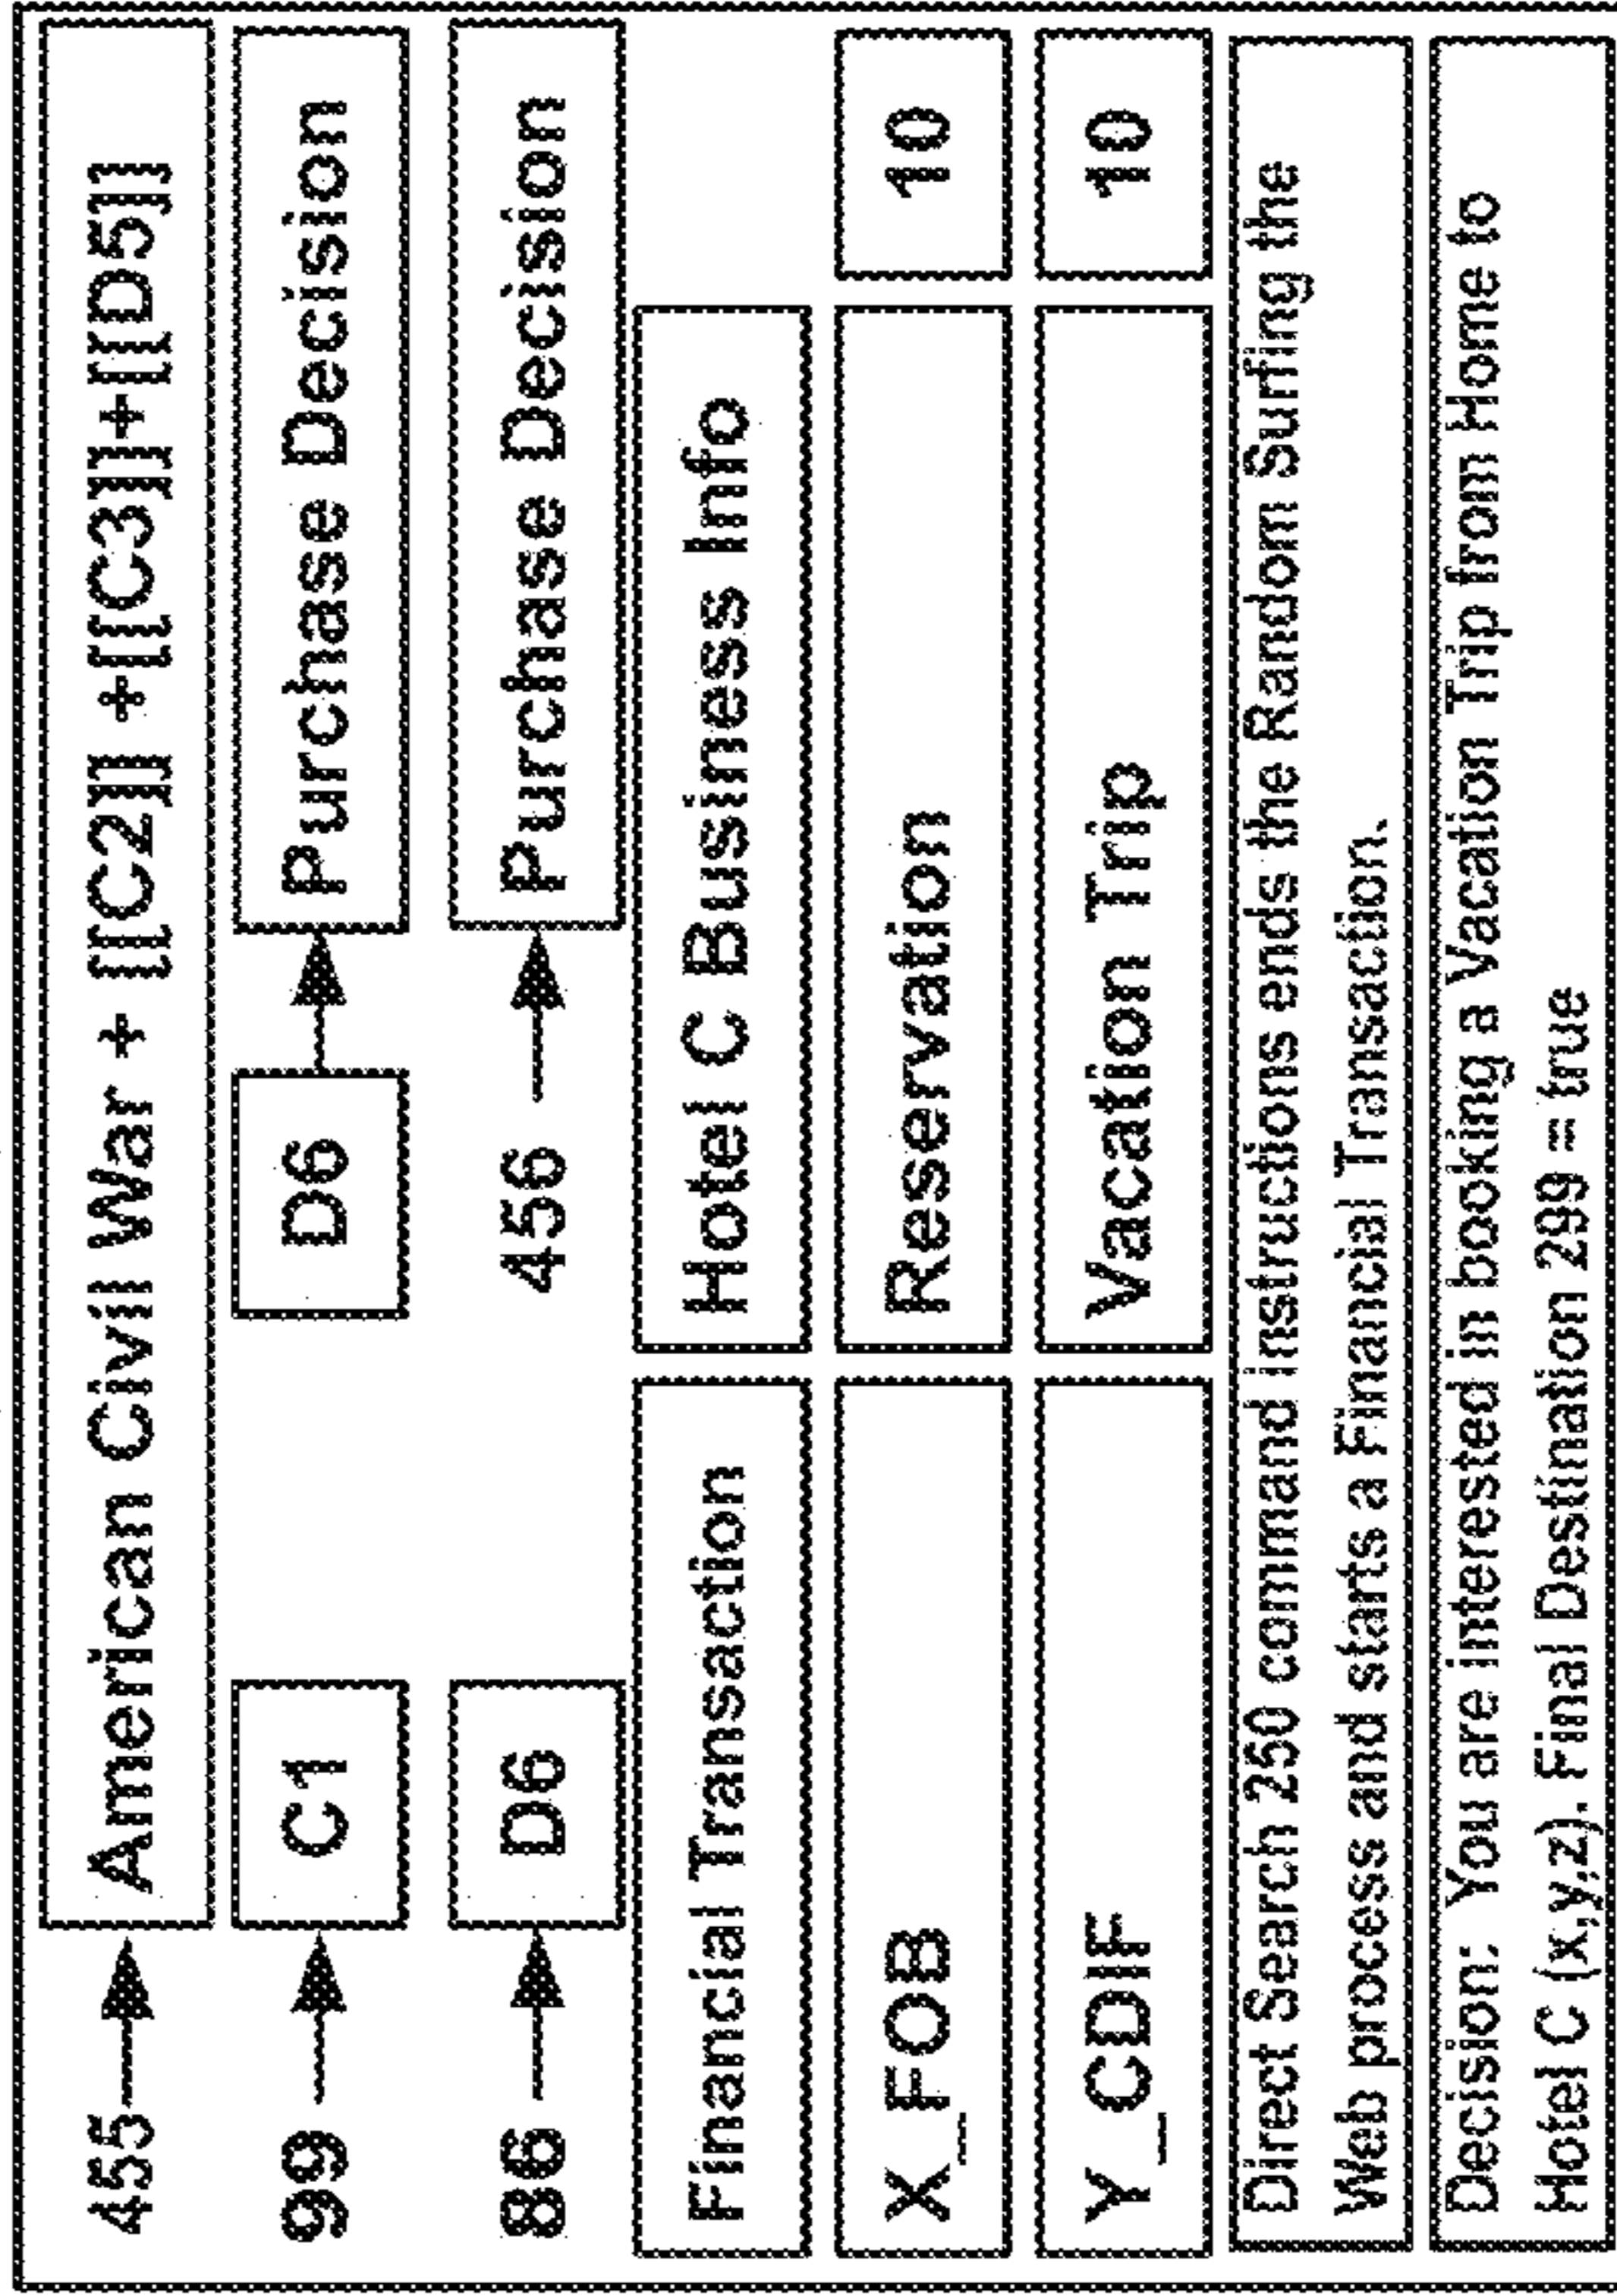 455 American Civil War + [[C2]] +[[C3]]+[[D5]]
99 C1 D6 Purchase Decision
86 D6 456 Purchase Decision
Financial Transaction Hotel C Business Info
X_FOB Reservation 10
Y_CDIF Vacation Trip 10
Direct Search 250 command instructions ends the Random Surfing the
Web process and starts a Financial Transaction.
Decision: You are interested in booking a Vacation Trip from Home to
Hotel C (x,y,z). Final Destination 299 = true